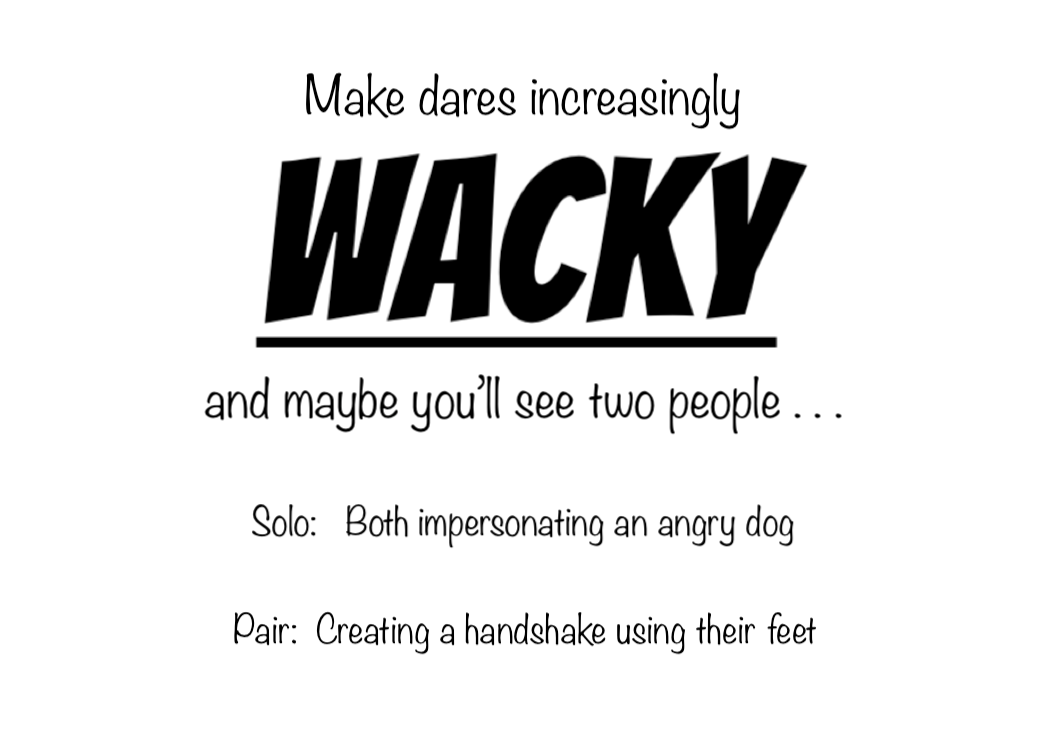 Make dares increasingly
WACKY
and maybe you'll see two people . . .
Solo: Both impersonating an angry dog
Pair: Creating a handshake using their feet